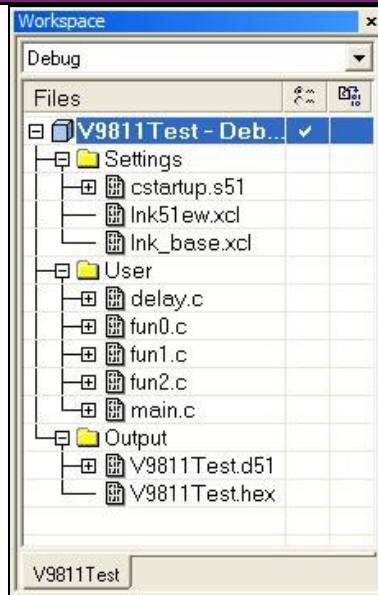 Workspace
Debug
Files
V9811Test - Deb...
Settings
cstartup.s51
lnk51ew.xcl
lnk_base.xcl
User
delay.c
fun0.c
fun1.c
fun2.c
main.c
Output
V9811Test.d51
V9811Test.hex
V9811Test